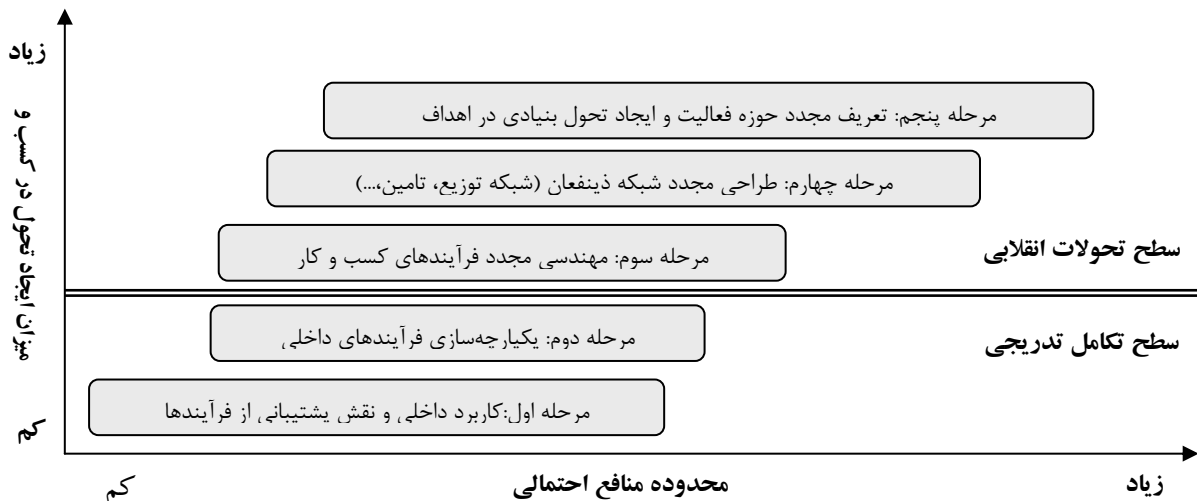 زیاد
میزان ایجاد تحول در کسب و
کم
مرحله پنجم: تعریف مجدد حوزه فعالیت و ایجاد تحول بنیادی در اهداف
مرحله چهارم: طراحی مجدد شبکه ذینفعان (شبکه توزیع، تامین،...)
مرحله سوم: مهندسی مجدد فرآیندهای کسب و کار
سطح تحولات انقلابی
سطح تکامل تدریجی
مرحله دوم: یکپارچه‌سازی فرآیندهای داخلی
مرحله اول:کاربرد داخلی و نقش پشتیبانی از فرآیندها
زیاد
محدوده منافع احتمالی
کم